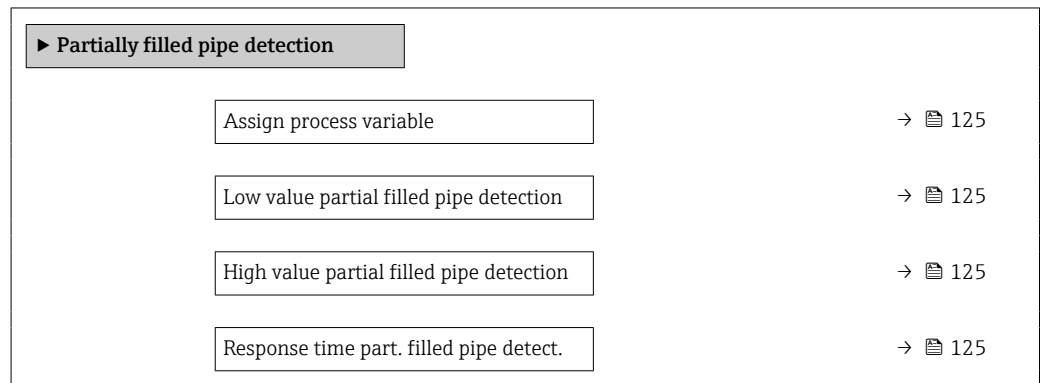 ▶ Partially filled pipe detection
Assign process variable → 125
Low value partial filled pipe detection → 125
High value partial filled pipe detection → 125
Response time part. filled pipe detect. → 125